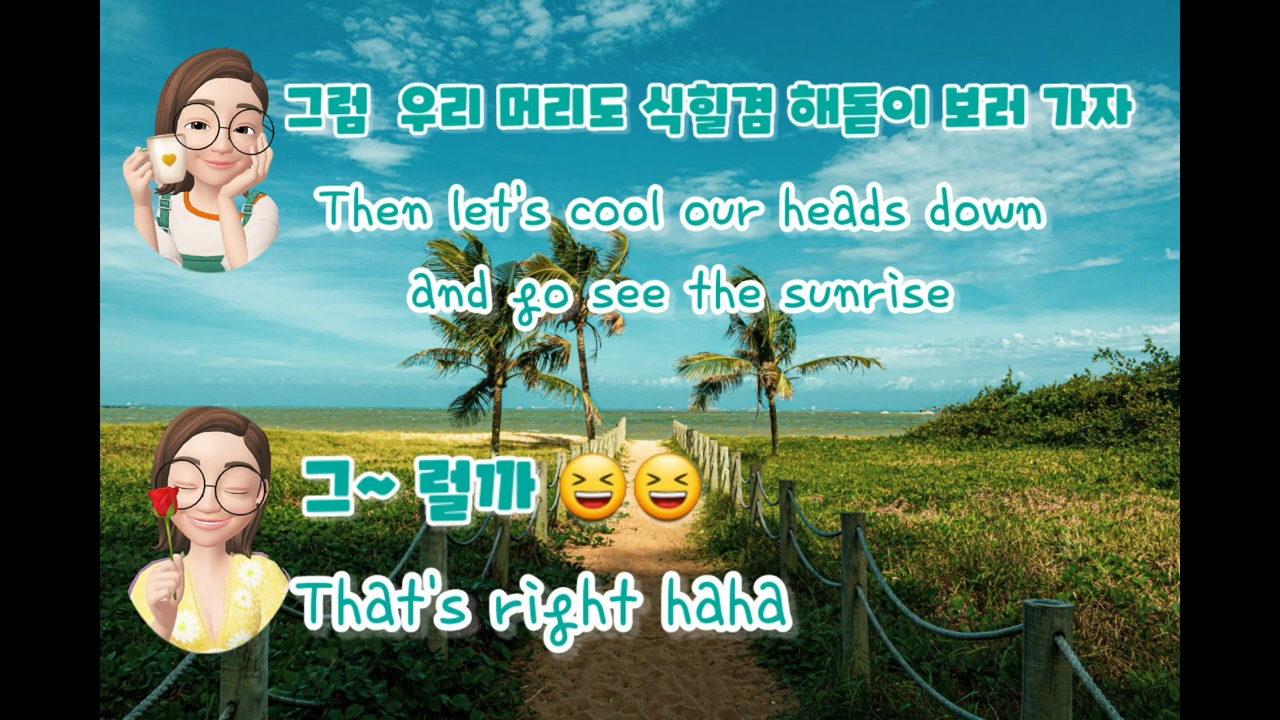 그럼 우리 머리도 식힐겸 해돋이 보러 가자
Then let's cool our heads down
and go see the sunrise
그~ 럴까 😆😆
That's right haha